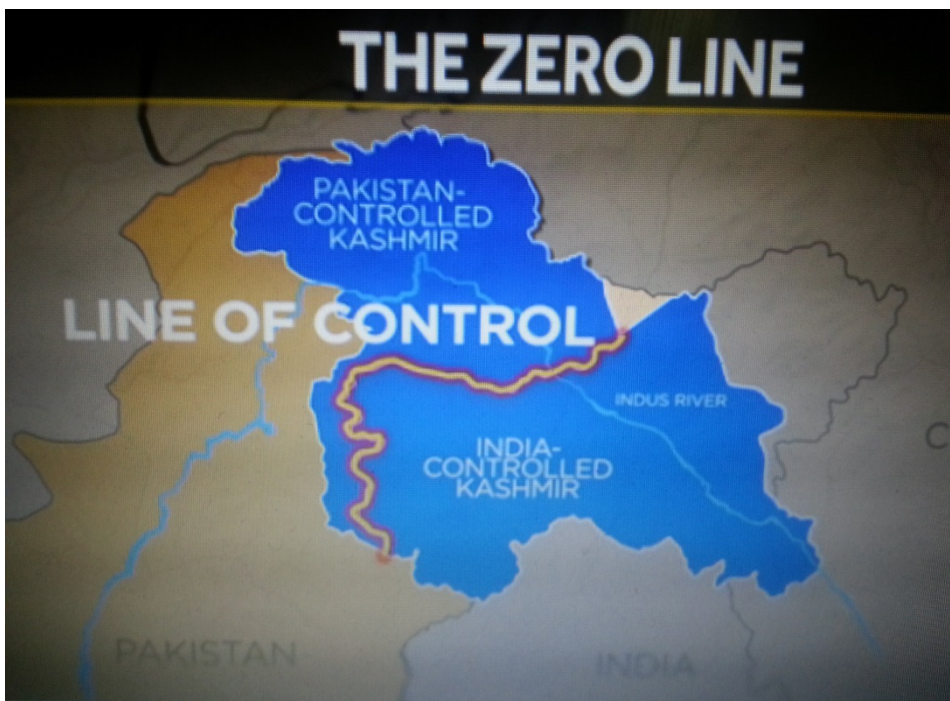 THE ZERO LINE
PAKISTAN-
CONTROLLED
KASHMIR
LINE OF CONTROL
INDUS RIVER
INDIA-
CONTROLLED
KASHMIR
C
PAKISTAN
INDIA